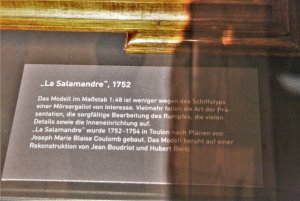 „La Salamandre", 1752
Das Modell im Maßstab 1:48 ist weniger wegen des Schiffstyps
einer Mörsergaliot von Interesse. Vielmehr fallen die Art der Prä-
sentation, die sorgfältige Bearbeitung des Rumpfes, die vielen
Details sowie die Inneneinrichtung auf.
„La Salamandre" wurde 1752-1754 in Toulon nach Plänen von
Joseph Marie Blaise Coulomb gebaut. Das Modell beruht auf einer
Rekonstruktion von Jean Boudriot und Hubert Berti.